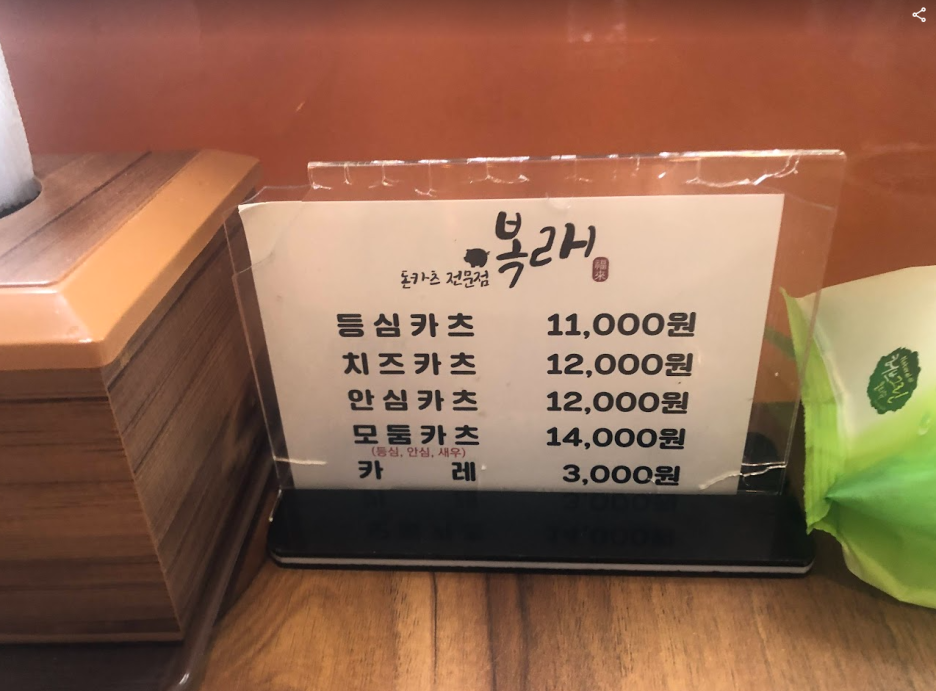 복래
돈카츠 전문점
福来
등심카츠 11,000원
치즈카츠 12,000원
안심카츠 12,000원
모둠카츠 14,000원
(등심, 안심, 새우)
카레 3,000원